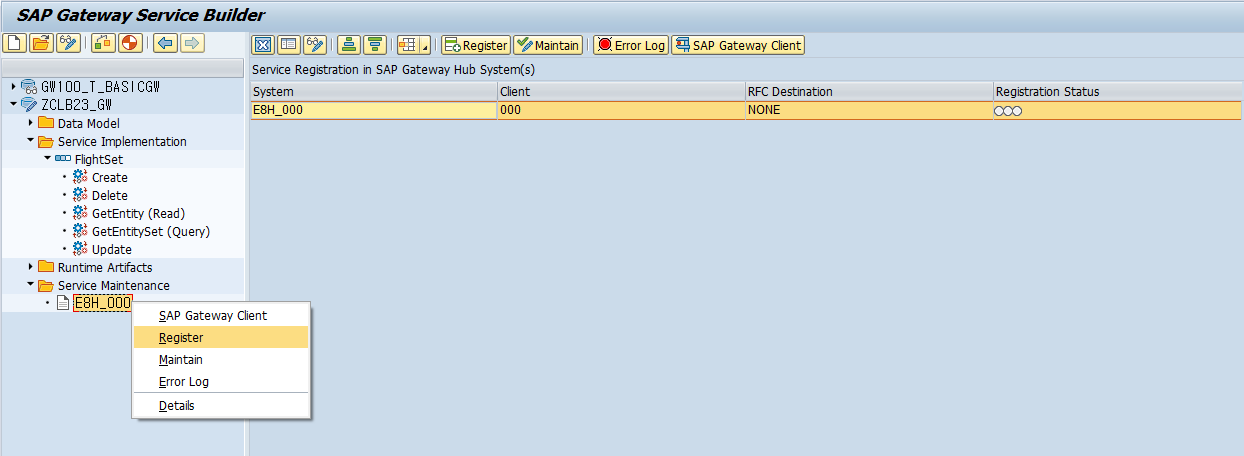 SAP Gateway Service Builder
Register Maintain Error Log SAP Gateway Client
GW100_T_BASICGW
ZCLB23_GW
Data Model
Service Implementation
FlightSet
Create
Delete
GetEntity (Read)
GetEntitySet (Query)
Update
Runtime Artifacts
Service Maintenance
E8H_000
SAP Gateway Client
Register
Maintain
Error Log
Details
Service Registration in SAP Gateway Hub System(s)
System Client RFC Destination Registration Status
E8H_000 000 NONE